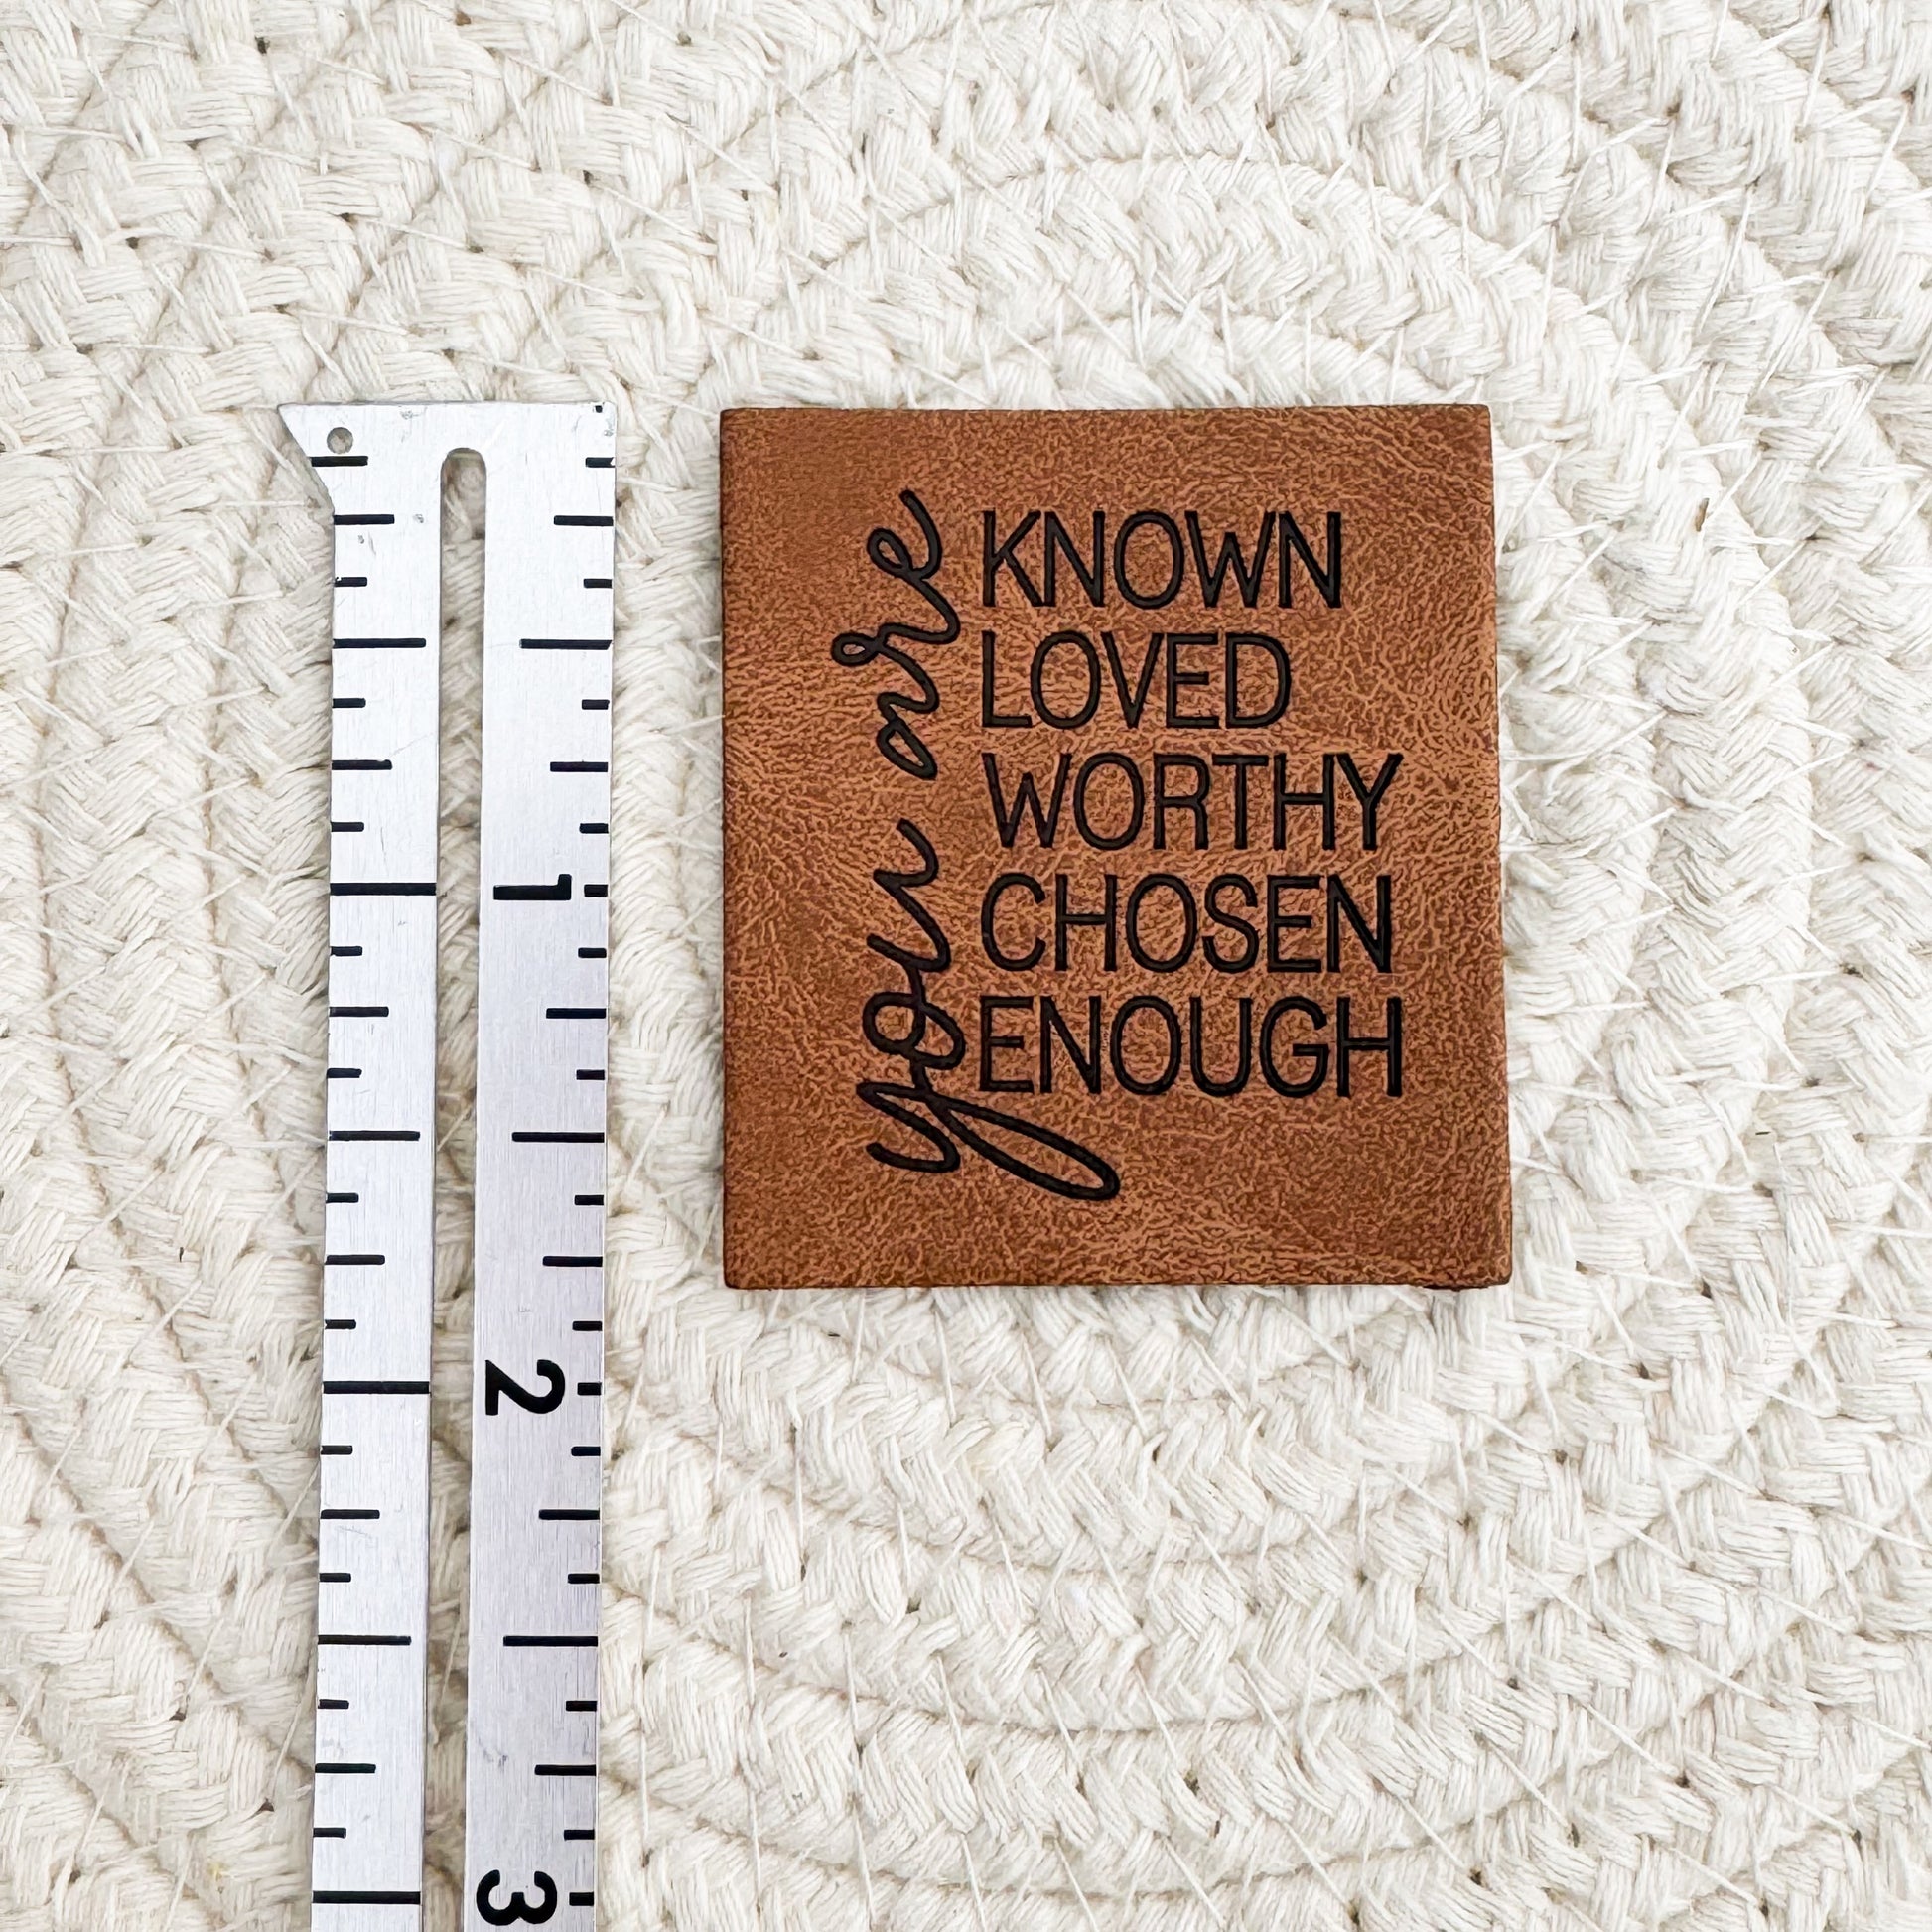 you are
KNOWN
LOVED
WORTHY
CHOSEN
ENOUGH
1
2
3